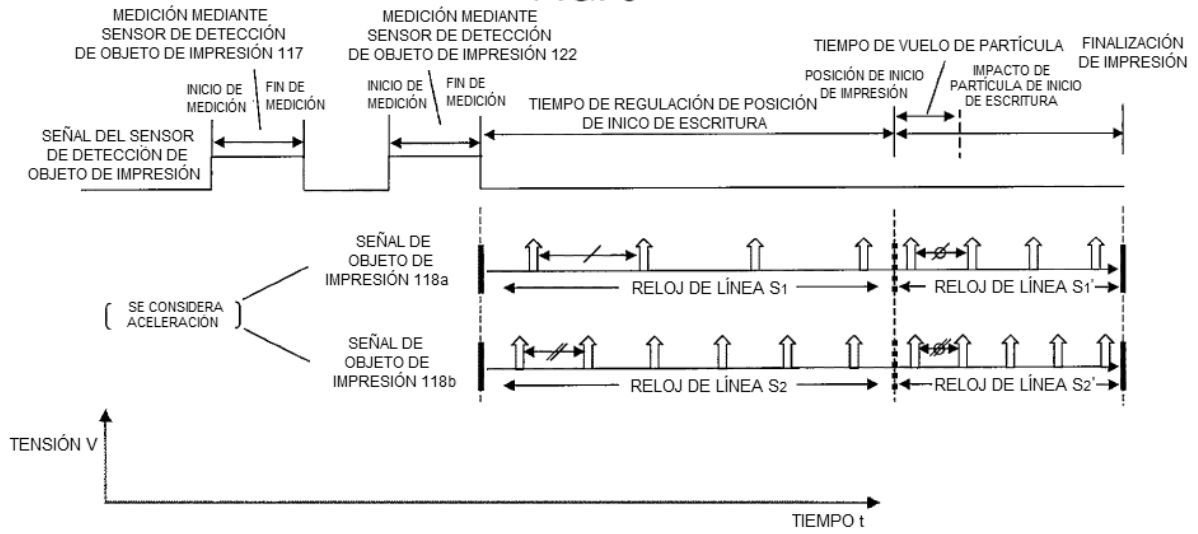 MEDICIÓN MEDIANTE
SENSOR DE DETECCIÓN
DE OBJETO DE IMPRESIÓN 117
MEDICIÓN MEDIANTE
SENSOR DE DETECCIÓN
DE OBJETO DE IMPRESIÓN 122
TIEMPO DE VUELO DE PARTÍCULA
FINALIZACIÓN
DE IMPRESIÓN
INICIO DE
MEDICIÓN
FIN DE
MEDICIÓN
INICIO DE
MEDICIÓN
FIN DE
MEDICIÓN
TIEMPO DE REGULACIÓN DE POSICIÓN
DE INICO DE ESCRITURA
POSICIÓN DE INICIO
DE IMPRESIÓN
IMPACTO DE
PARTÍCULA DE INICIO
DE ESCRITURA
SEÑAL DEL SENSOR
DE DETECCIÓN DE
OBJETO DE IMPRESIÓN
SEÑAL DE
OBJETO DE
IMPRESIÓN 118a
RELOJ DE LÍNEA S1
RELOJ DE LÍNEA S1'
SE CONSIDERA
ACELERACIÓN
SEÑAL DE
OBJETO DE
IMPRESIÓN 118b
RELOJ DE LÍNEA S2
RELOJ DE LÍNEA S2'
TENSIÓN V
TIEMPO t